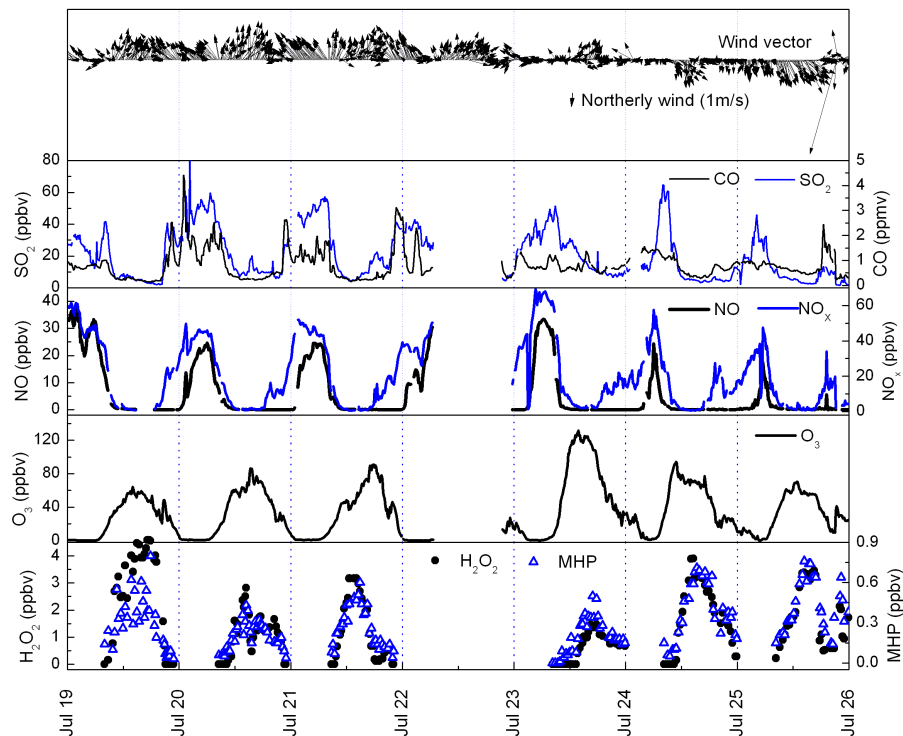 Wind vector
Northerly wind (1m/s)
80
60
40
20
0
SO2 (ppbv)
CO
SO2
5
4
3
2
1
0
CO (ppmv)
40
30
20
10
0
NO (ppbv)
NO
NOX
60
40
20
0
NOx (ppbv)
120
80
40
0
O3 (ppbv)
O3
4
3
2
1
0
H2O2 (ppbv)
H2O2
MHP
0.9
0.6
0.3
0.0
MHP (ppbv)
Jul 19
Jul 20
Jul 21
Jul 22
Jul 23
Jul 24
Jul 25
Jul 26